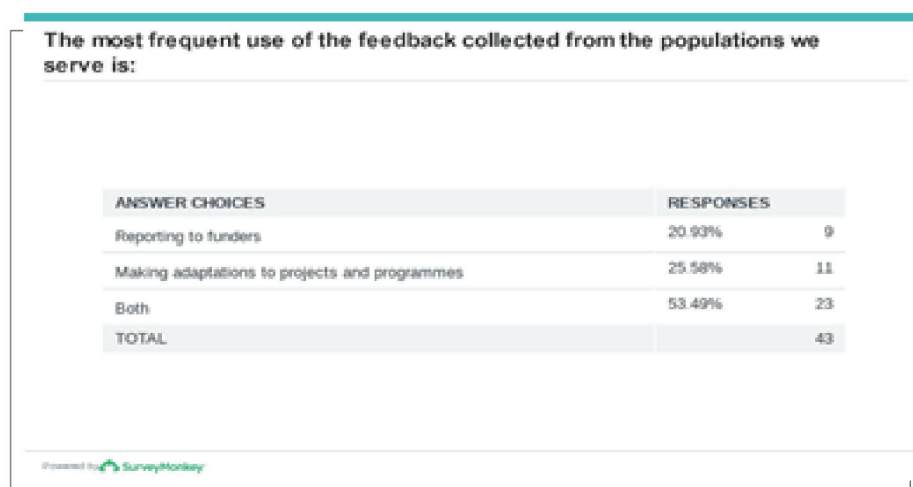 The most frequent use of the feedback collected from the populations we
serve is:
ANSWER CHOICES RESPONSES
Reporting to funders 20.93% 9
Making adaptations to projects and programmes 25.58% 11
Both 53.49% 23
TOTAL 43
Powered by SurveyMonkey